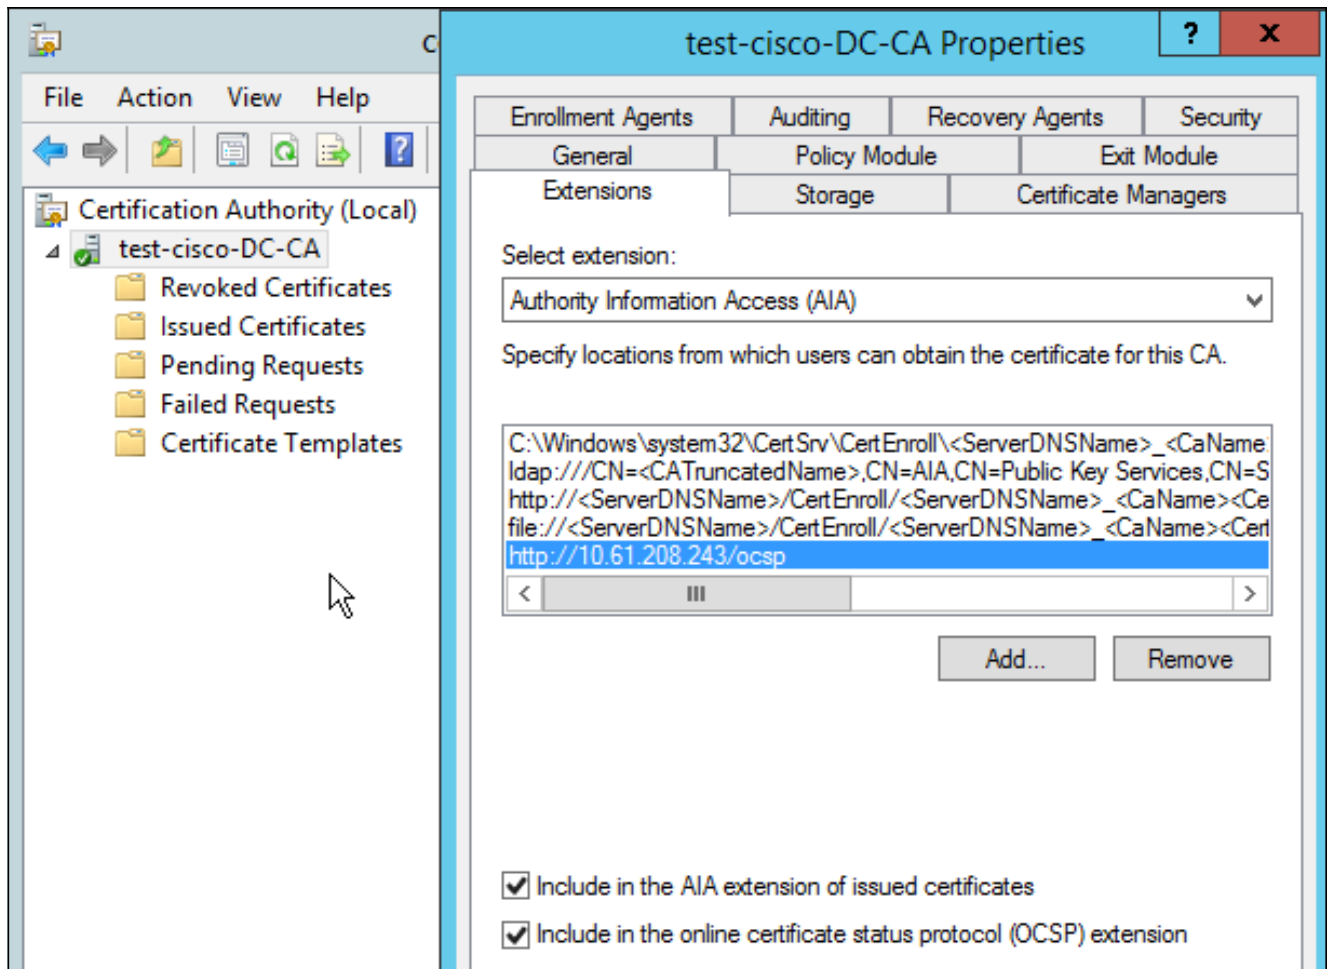 C
test-cisco-DC-CA Properties
?
x
File Action View Help
?
Certification Authority (Local)
test-cisco-DC-CA
Revoked Certificates
Issued Certificates
Pending Requests
Failed Requests
Certificate Templates
Enrollment Agents Auditing Recovery Agents Security
General Policy Module Exit Module
Extensions Storage Certificate Managers
Select extension:
Authority Information Access (AIA)
Specify locations from which users can obtain the certificate for this CA.
C:\Windows\system32\CertSrv\CertEnroll\<ServerDNSName>_<CaName>
ldap:///CN=<CATruncatedName>,CN=AIA,CN=Public Key Services,CN=S
http://<ServerDNSName>/CertEnroll/<ServerDNSName>_<CaName><Ce
file://<ServerDNSName>/CertEnroll/<ServerDNSName>_<CaName><Cert
http://10.61.208.243/ocsp
Add... Remove
Include in the AIA extension of issued certificates
Include in the online certificate status protocol (OCSP) extension